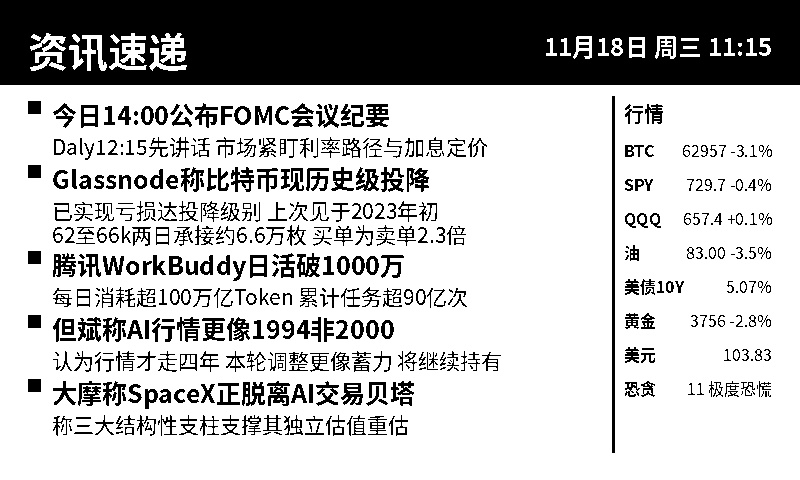 资讯速递
11月18日 周三 11:15
今日14:00公布FOMC会议纪要
Daly12:15先讲话 市场紧盯利率路径与加息定价
Glassnode称比特币现历史级投降
已实现亏损达投降级别 上次见于2023年初
62至66k两日承接约6.6万枚 买单为卖单2.3倍
腾讯WorkBuddy日活破1000万
每日消耗超100万亿Token 累计任务超90亿次
但斌称AI行情更像1994非2000
认为行情才走四年 本轮调整更像蓄力 将继续持有
大摩称SpaceX正脱离AI交易贝塔
称三大结构性支柱支撑其独立估值重估
行情
BTC 62957 -3.1%
SPY 729.7 -0.4%
QQQ 657.4 +0.1%
油 83.00 -3.5%
美债10Y 5.07%
黄金 3756 -2.8%
美元 103.83
恐贪 11 极度恐慌